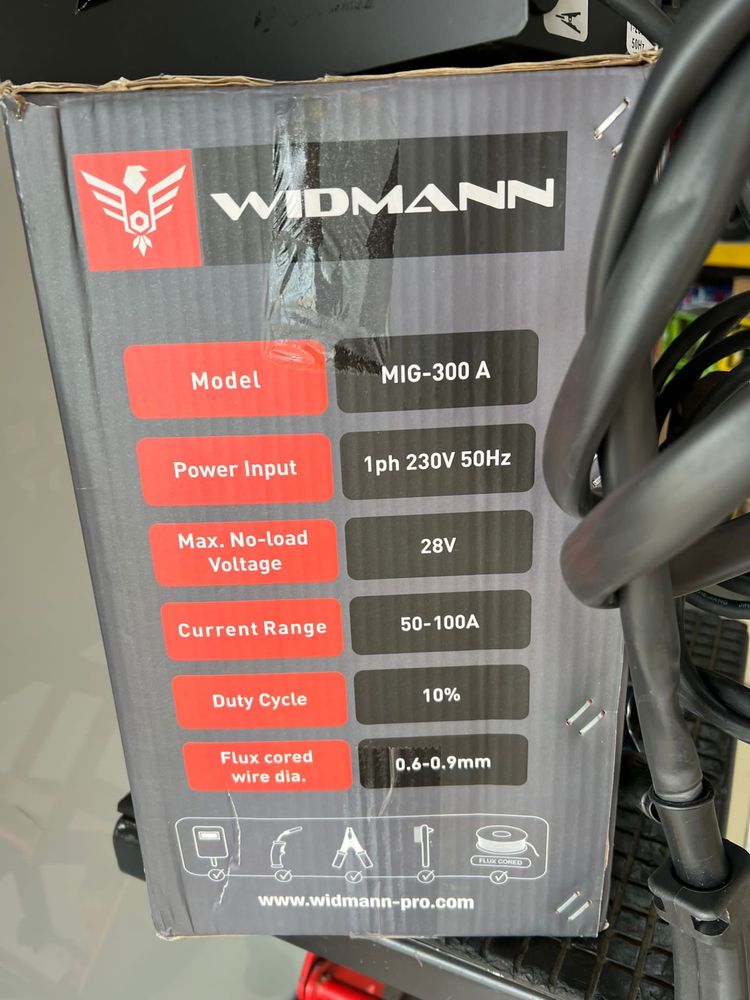 A
50Hz
WIDMANN
Model
MIG-300 A
Power Input
1ph 230V 50Hz
Max. No-load
Voltage
28V
Current Range
50-100A
Duty Cycle
10%
Flux cored
wire dia.
0.6-0.9mm
FLUX CORED
www.widmann-pro.com